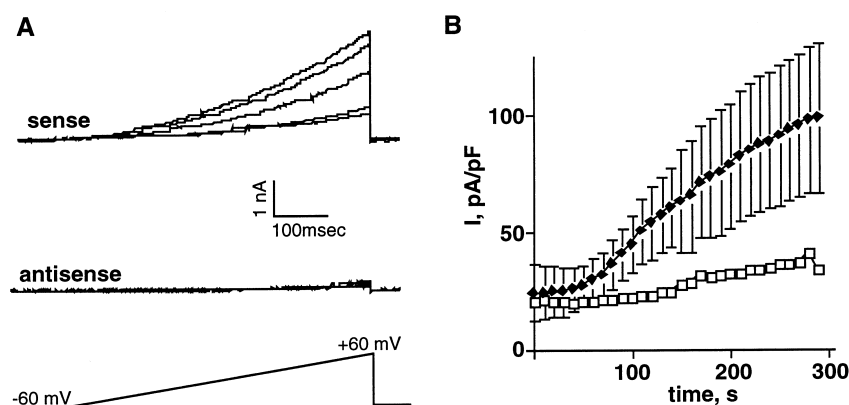 A
sense
1 nA
100msec
antisense
+60 mV
-60 mV
B
I, pA/pF
100
50
0
100
200
300
time, s